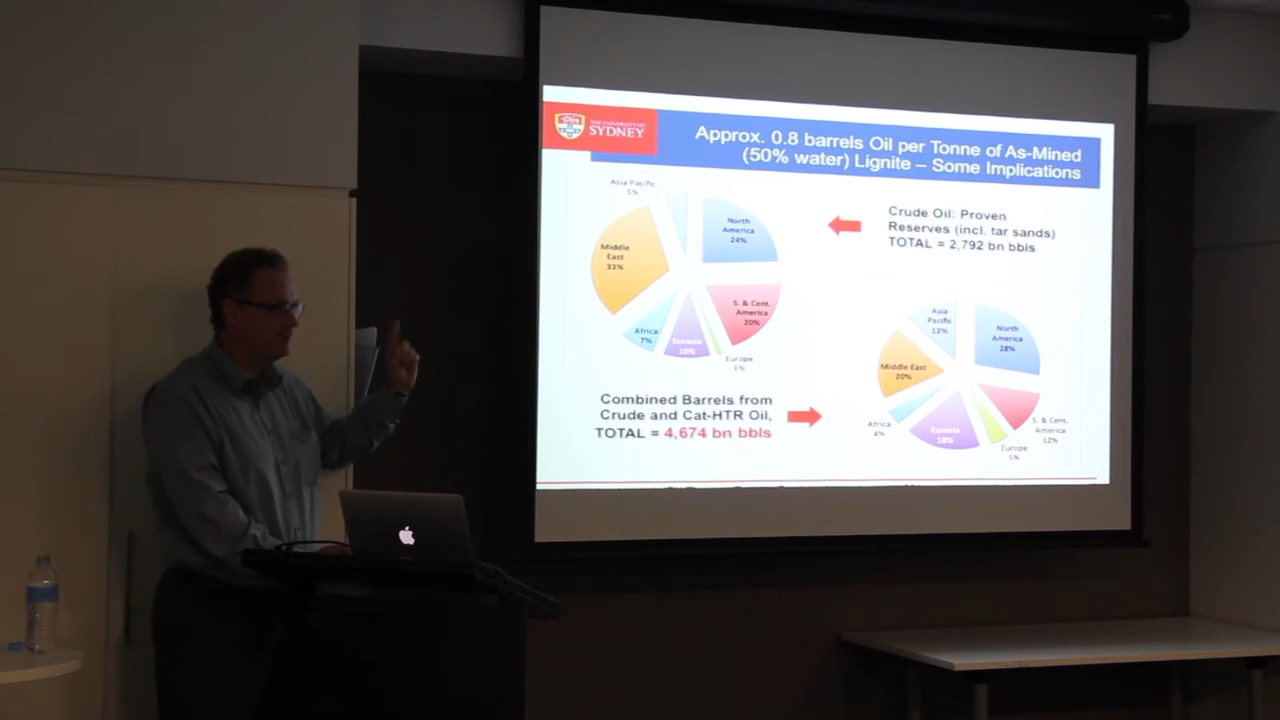 THE UNIVERSITY OF
SYDNEY
Approx. 0.8 barrels Oil per Tonne of As-Mined
(50% water) Lignite – Some Implications
Asia Pacific
5%
North
America
24%
Middle
East
33%
S. & Cent.
America
20%
Africa
7%
Eurasia
10%
Europe
1%
Crude Oil: Proven
Reserves (incl. tar sands)
TOTAL = 2,792 bn bbls
Combined Barrels from
Crude and Cat-HTR Oil,
TOTAL = 4,674 bn bbls
Asia
Pacific
13%
North
America
28%
Middle East
20%
S. & Cent.
America
12%
Africa
4%
Eurasia
18%
Europe
5%